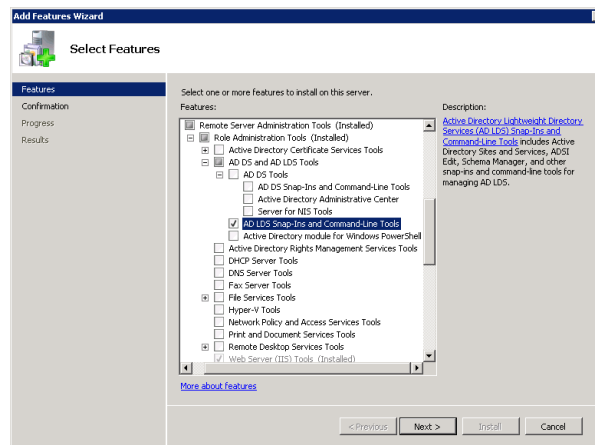 Add Features Wizard
Select Features
Features
Confirmation
Progress
Results
Select one or more features to install on this server.
Features:
Remote Server Administration Tools (Installed)
Role Administration Tools (Installed)
Active Directory Certificate Services Tools
AD DS and AD LDS Tools
AD DS Tools
AD DS Snap-Ins and Command-Line Tools
Active Directory Administrative Center
Server for NIS Tools
AD LDS Snap-Ins and Command-Line Tools
Active Directory module for Windows PowerShell
Active Directory Rights Management Services Tools
DHCP Server Tools
DNS Server Tools
Fax Server Tools
File Services Tools
Hyper-V Tools
Network Policy and Access Services Tools
Print and Document Services Tools
Remote Desktop Services Tools
Web Server (IIS) Tools (Installed)
Description:
Active Directory Lightweight Directory
Services (AD LDS) Snap-Ins and
Command-Line Tools includes Active
Directory Sites and Services, ADSI
Edit, Schema Manager, and other
snap-ins and command-line tools for
managing AD LDS.
More about features
< Previous
Next >
Install
Cancel